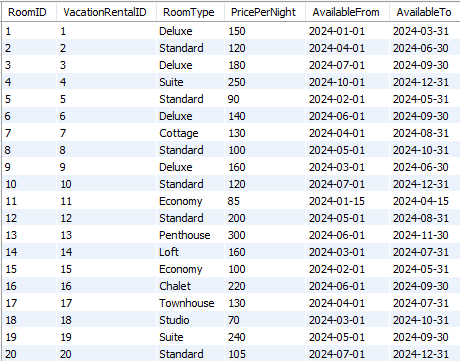 RoomID VacationRentalID RoomType PricePerNight AvailableFrom AvailableTo
1 1 Deluxe 150 2024-01-01 2024-03-31
2 2 Standard 120 2024-04-01 2024-06-30
3 3 Deluxe 180 2024-07-01 2024-09-30
4 4 Suite 250 2024-10-01 2024-12-31
5 5 Standard 90 2024-02-01 2024-05-31
6 6 Deluxe 140 2024-06-01 2024-09-30
7 7 Cottage 130 2024-04-01 2024-08-31
8 8 Standard 100 2024-05-01 2024-10-31
9 9 Deluxe 160 2024-03-01 2024-06-30
10 10 Standard 120 2024-07-01 2024-12-31
11 11 Economy 85 2024-01-15 2024-04-15
12 12 Standard 200 2024-05-01 2024-08-31
13 13 Penthouse 300 2024-06-01 2024-11-30
14 14 Loft 160 2024-03-01 2024-07-31
15 15 Economy 100 2024-02-01 2024-05-31
16 16 Chalet 220 2024-06-01 2024-09-30
17 17 Townhouse 130 2024-04-01 2024-07-31
18 18 Studio 70 2024-03-01 2024-10-31
19 19 Suite 240 2024-05-01 2024-09-30
20 20 Standard 105 2024-07-01 2024-12-31